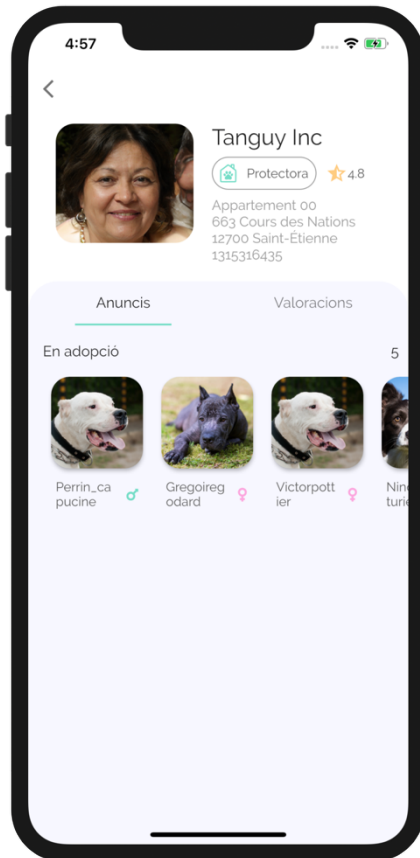 4:57
Tanguy Inc
Protectora
4.8
Appartement 00
663 Cours des Nations
12700 Saint-Étienne
1315316435
Anuncis Valoracions
En adopció 5
Perrin_ca
pucine
Gregoireg
odard
Victorpott
ier